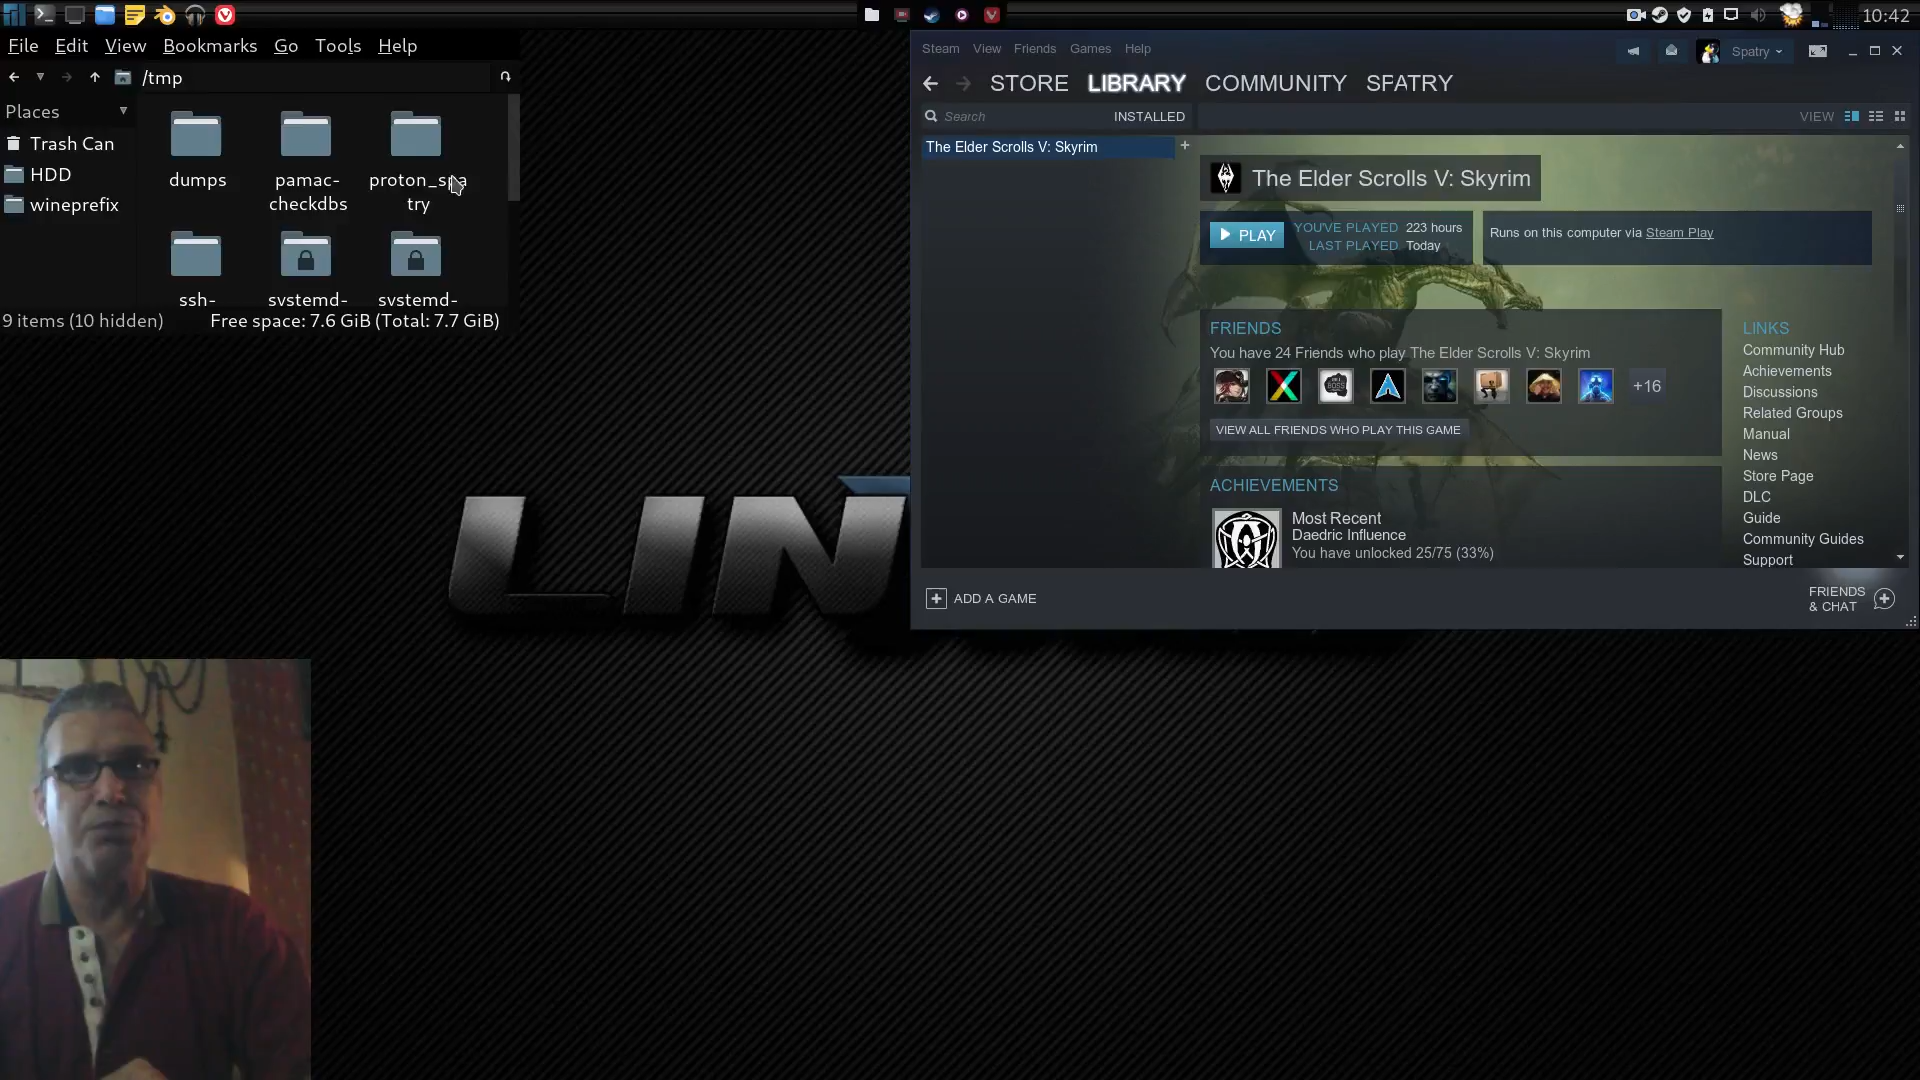 10:42
File Edit View Bookmarks Go Tools Help
/tmp
Places
Trash Can
HDD
wineprefix
dumps
pamac-
checkdbs
proton_spa
try
ssh-
systemd-
systemd-
9 items (10 hidden)
Free space: 7.6 GiB (Total: 7.7 GiB)
Steam View Friends Games Help
Spatry
STORE LIBRARY COMMUNITY SPATRY
Search
INSTALLED
VIEW
The Elder Scrolls V: Skyrim
+
The Elder Scrolls V: Skyrim
PLAY
YOU'VE PLAYED 223 hours
LAST PLAYED Today
Runs on this computer via Steam Play
FRIENDS
You have 24 Friends who play The Elder Scrolls V: Skyrim
+16
VIEW ALL FRIENDS WHO PLAY THIS GAME
ACHIEVEMENTS
Most Recent
Daedric Influence
You have unlocked 25/75 (33%)
LINKS
Community Hub
Achievements
Discussions
Related Groups
Manual
News
Store Page
DLC
Guide
Community Guides
Support
ADD A GAME
FRIENDS
& CHAT
LIN